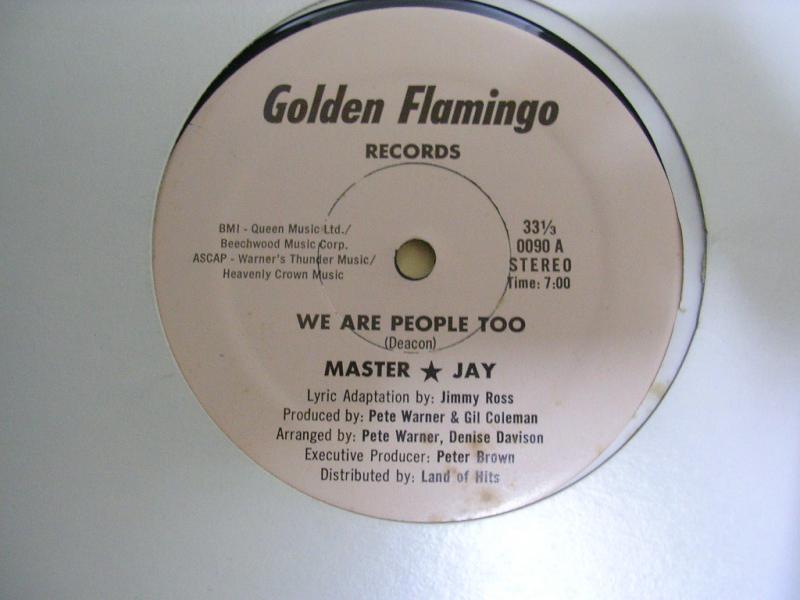 Golden Flamingo
RECORDS
BMI - Queen Music Ltd./
Beechwood Music Corp.
ASCAP - Warner's Thunder Music/
Heavenly Crown Music
33⅓
0090 A
STEREO
Time: 7:00
WE ARE PEOPLE TOO
(Deacon)
MASTER ★ JAY
Lyric Adaptation by: Jimmy Ross
Produced by: Pete Warner & Gil Coleman
Arranged by: Pete Warner, Denise Davison
Executive Producer: Peter Brown
Distributed by: Land of Hits